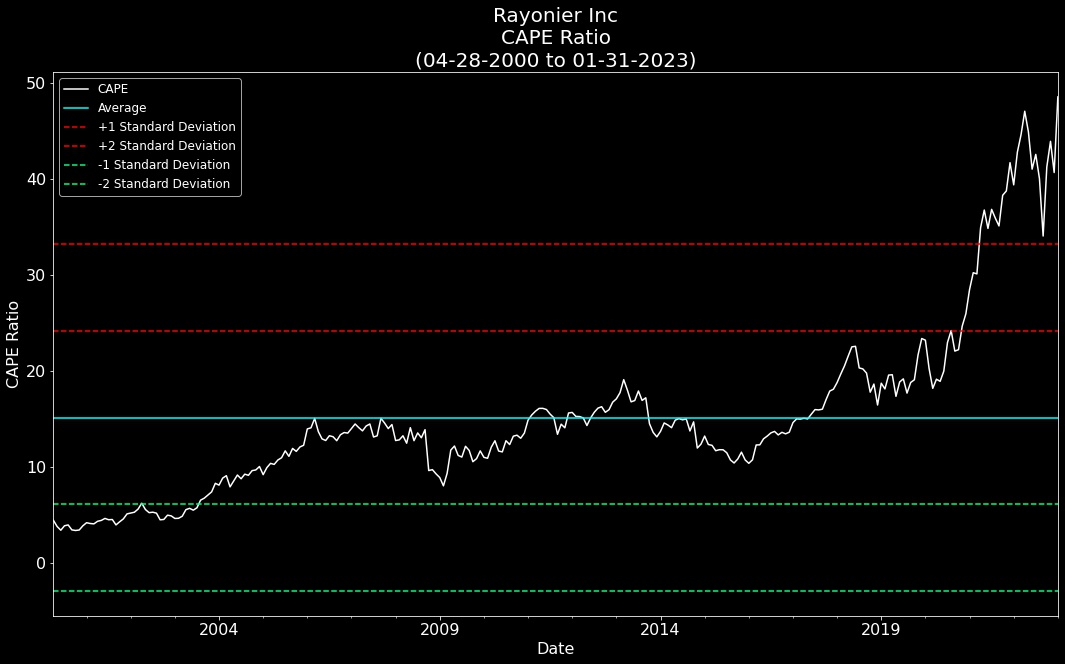 Rayonier Inc
CAPE Ratio
(04-28-2000 to 01-31-2023)
CAPE
Average
+1 Standard Deviation
+2 Standard Deviation
-1 Standard Deviation
-2 Standard Deviation
50
40
30
20
10
0
CAPE Ratio
2004
2009
2014
2019
Date